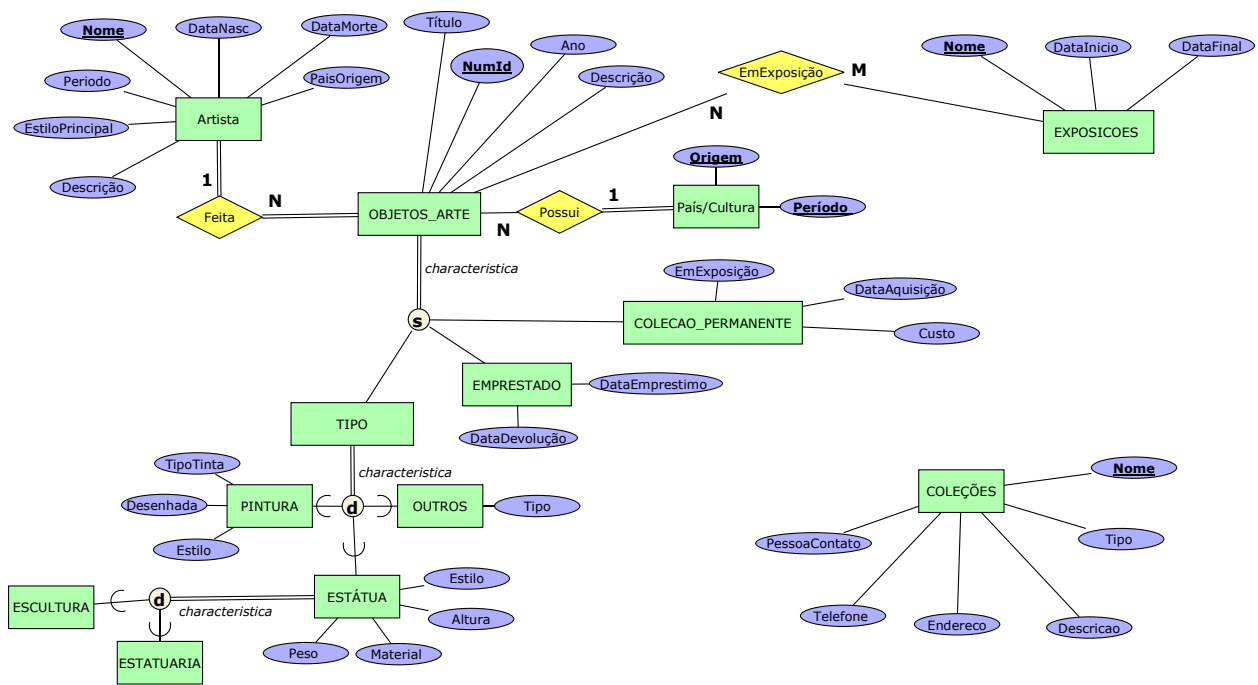 Título
Nome
DataNasc
DataMorte
Ano
Nome
DataInicio
DataFinal
NumId
EmExposição
M
Periodo
PaisOrigem
Descrição
N
Artista
EstiloPrincipal
EXPOSICOES
Descrição
1
Origem
N
1
Feita
OBJETOS_ARTE
Possui
País/Cultura
Período
N
characteristica
EmExposição
DataAquisição
s
COLECAO_PERMANENTE
Custo
EMPRESTADO
DataEmprestimo
TIPO
DataDevolução
characteristica
TipoTinta
Nome
PINTURA
d
OUTROS
Tipo
COLEÇÕES
Desenhada
Estilo
PessoaContato
Tipo
Estilo
ESCULTURA
d
characteristica
ESTÁTUA
Altura
Telefone
Endereco
Descricao
Peso
Material
ESTATUARIA